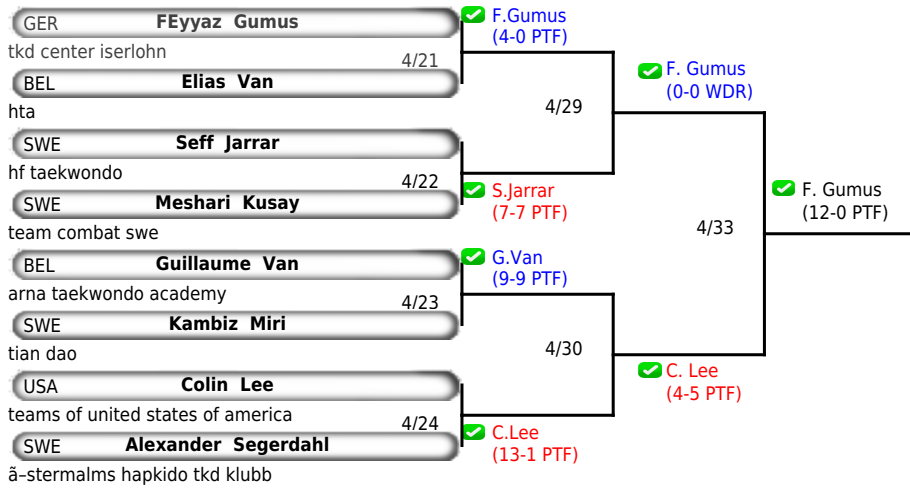 GER FEyyaz Gumus
tkd center iserlohn
4/21
BEL Elias Van
hta
F.Gumus
(4-0 PTF)
SWE Seff Jarrar
hf taekwondo
4/22
SWE Meshari Kusay
team combat swe
S.Jarrar
(7-7 PTF)
4/29
F. Gumus
(0-0 WDR)
BEL Guillaume Van
arna taekwondo academy
4/23
SWE Kambiz Miri
tian dao
G.Van
(9-9 PTF)
USA Colin Lee
teams of united states of america
4/24
SWE Alexander Segerdahl
ã–stermalms hapkido tkd klubb
C.Lee
(13-1 PTF)
4/30
C. Lee
(4-5 PTF)
4/33
F. Gumus
(12-0 PTF)